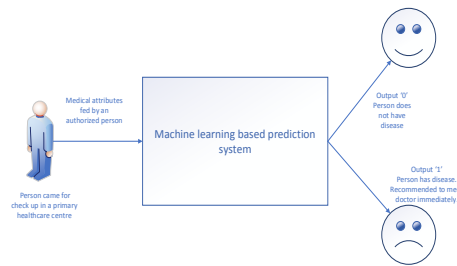 Medical attributes
fed by an
authorized person
Person came for
check up in a primary
healthcare centre
Machine learning based prediction
system
Output '0'
Person does
not have
disease
Output '1'
Person has disease.
Recommended to me
doctor immediately